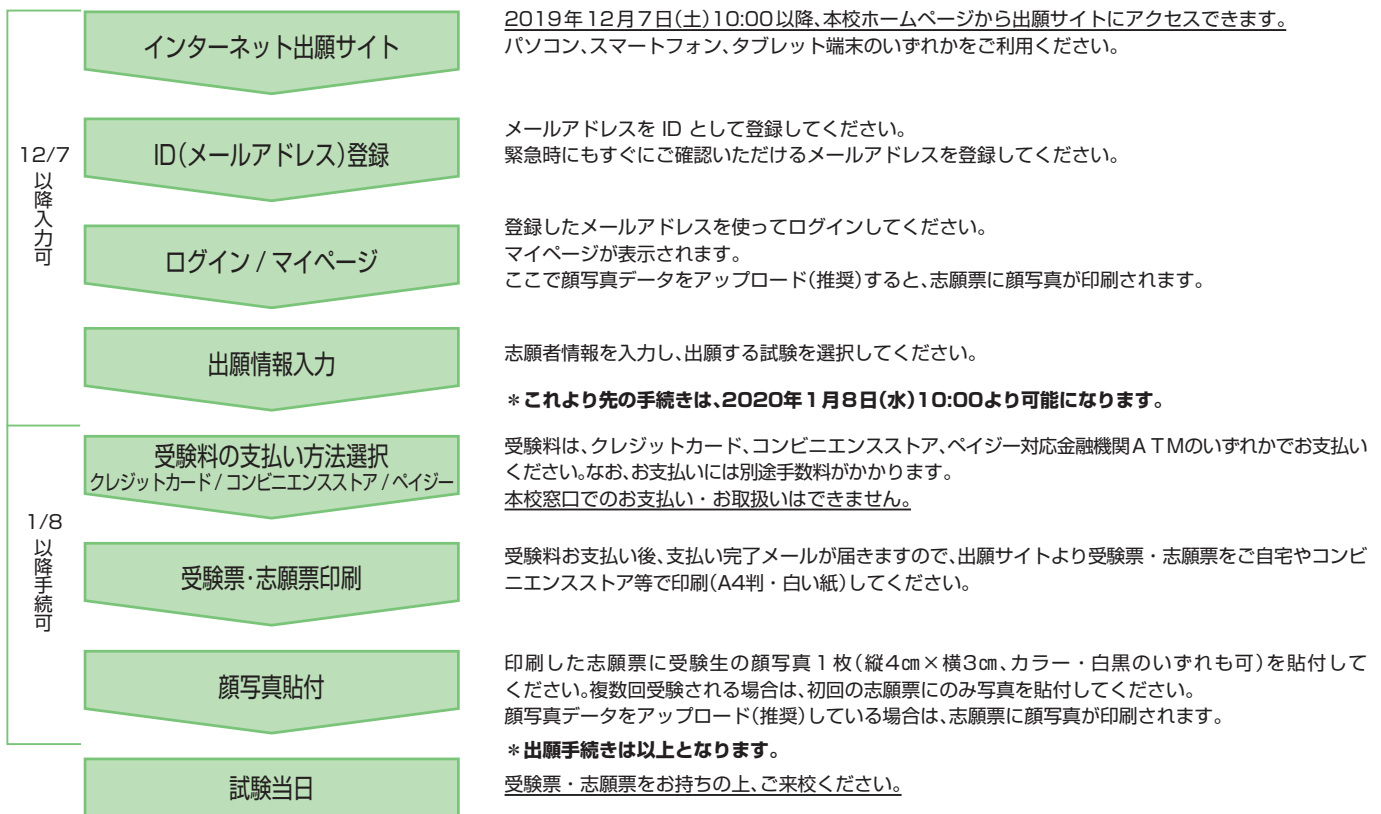 インターネット出願サイト
2019年12月7日(土)10:00以降、本校ホームページから出願サイトにアクセスできます。
パソコン、スマートフォン、タブレット端末のいずれかをご利用ください。
12/7以降入力可
ID(メールアドレス)登録
メールアドレスを ID として登録してください。
緊急時にもすぐにご確認いただけるメールアドレスを登録してください。
ログイン / マイページ
登録したメールアドレスを使ってログインしてください。
マイページが表示されます。
ここで顔写真データをアップロード(推奨)すると、志願票に顔写真が印刷されます。
出願情報入力
志願者情報を入力し、出願する試験を選択してください。
＊これより先の手続きは、2020年1月8日(水)10:00より可能になります。
1/8以降手続可
受験料の支払い方法選択
クレジットカード / コンビニエンスストア / ペイジー
受験料は、クレジットカード、コンビニエンスストア、ペイジー対応金融機関ATMのいずれかでお支払い
ください。なお、お支払いには別途手数料がかかります。
本校窓口でのお支払い・お取扱いはできません。
受験票・志願票印刷
受験料お支払い後、支払い完了メールが届きますので、出願サイトより受験票・志願票をご自宅やコンビ
ニエンスストア等で印刷(A4判・白い紙)してください。
顔写真貼付
印刷した志願票に受験生の顔写真1枚(縦4㎝×横3㎝、カラー・白黒のいずれも可)を貼付して
ください。複数回受験される場合は、初回の志願票にのみ写真を貼付してください。
顔写真データをアップロード(推奨)している場合は、志願票に顔写真が印刷されます。
＊出願手続きは以上となります。
試験当日
受験票・志願票をお持ちの上、ご来校ください。